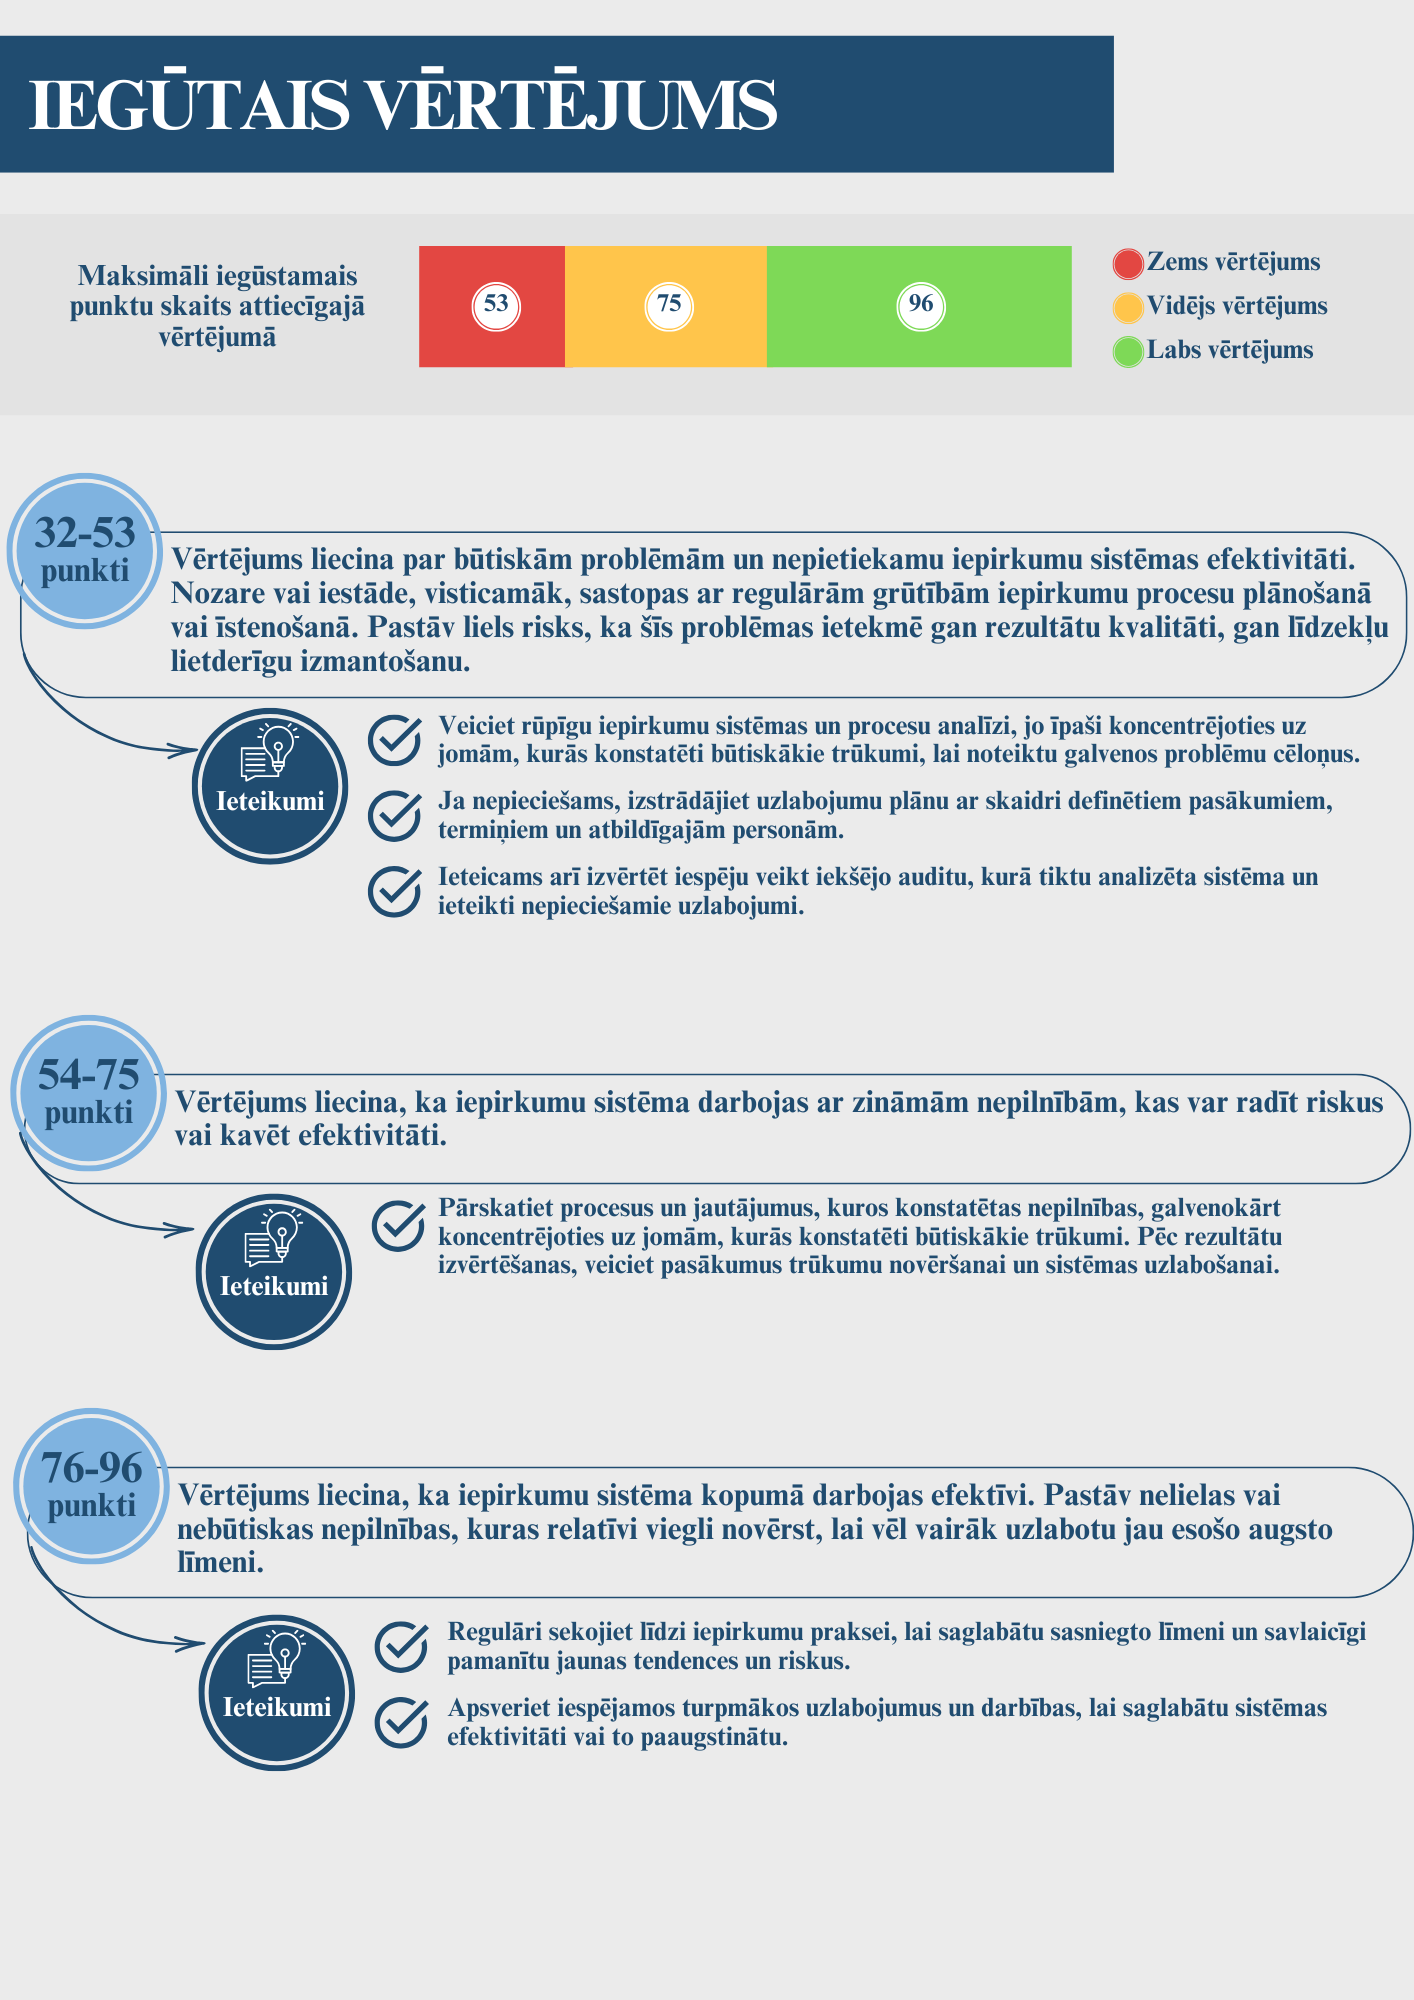 IEGŪTAIS VĒRTĒJUMS
Maksimāli iegūstamais
punktu skaits attiecīgajā
vērtējumā
53
75
96
Zems vērtējums
Vidējs vērtējums
Labs vērtējums
32-53
punkti
Vērtējums liecina par būtiskām problēmām un nepietiekamu iepirkumu sistēmas efektivitāti.
Nozare vai iestāde, visticamāk, sastopas ar regulārām grūtībām iepirkumu procesu plānošanā
vai īstenošanā. Pastāv liels risks, ka šīs problēmas ietekmē gan rezultātu kvalitāti, gan līdzekļu
lietderīgu izmantošanu.
Ieteikumi
Veiciet rūpīgu iepirkumu sistēmas un procesu analīzi, jo īpaši koncentrējoties uz
jomām, kurās konstatēti būtiskākie trūkumi, lai noteiktu galvenos problēmu cēloņus.
Ja nepieciešams, izstrādājiet uzlabojumu plānu ar skaidri definētiem pasākumiem,
termiņiem un atbildīgajām personām.
Ieteicams arī izvērtēt iespēju veikt iekšējo auditu, kurā tiktu analizēta sistēma un
ieteikti nepieciešamie uzlabojumi.
54-75
punkti
Vērtējums liecina, ka iepirkumu sistēma darbojas ar zināmām nepilnībām, kas var radīt riskus
vai kavēt efektivitāti.
Ieteikumi
Pārskatiet procesus un jautājumus, kuros konstatētas nepilnības, galvenokārt
koncentrējoties uz jomām, kurās konstatēti būtiskākie trūkumi. Pēc rezultātu
izvērtēšanas, veiciet pasākumus trūkumu novēršanai un sistēmas uzlabošanai.
76-96
punkti
Vērtējums liecina, ka iepirkumu sistēma kopumā darbojas efektīvi. Pastāv nelielas vai
nebūtiskas nepilnības, kuras relatīvi viegli novērst, lai vēl vairāk uzlabotu jau esošo augsto
līmeni.
Ieteikumi
Regulāri sekojiet līdzi iepirkumu praksei, lai saglabātu sasniegto līmeni un savlaicīgi
pamanītu jaunas tendences un riskus.
Apsveriet iespējamos turpmākos uzlabojumus un darbības, lai saglabātu sistēmas
efektivitāti vai to paaugstinātu.